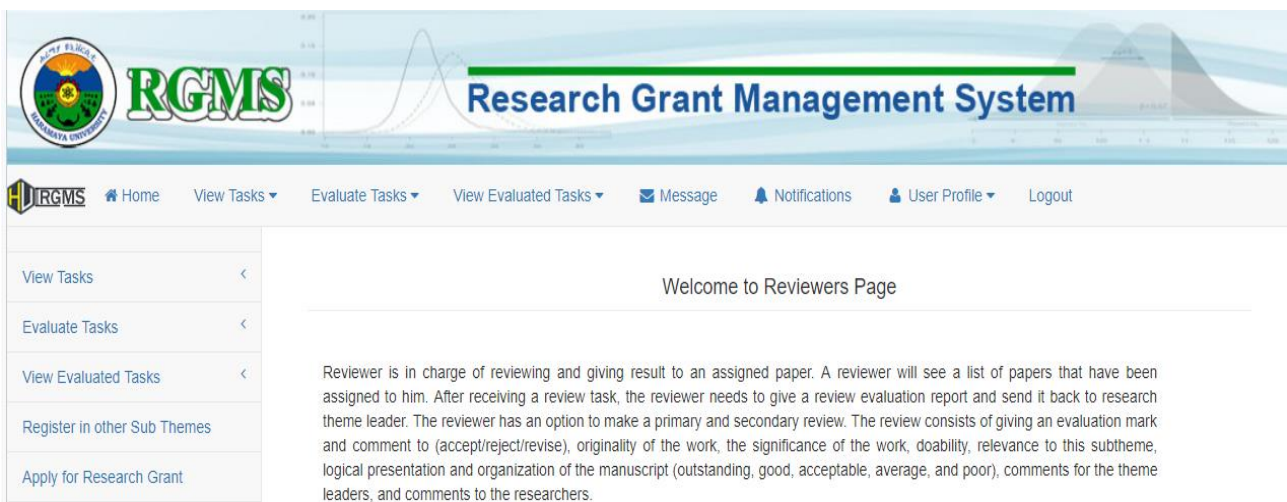 HARAMAYA UNIVERSITY
RGMS
Research Grant Management System
HU RGMS Home View Tasks Evaluate Tasks View Evaluated Tasks Message Notifications User Profile Logout
View Tasks
Evaluate Tasks
View Evaluated Tasks
Register in other Sub Themes
Apply for Research Grant
Welcome to Reviewers Page
Reviewer is in charge of reviewing and giving result to an assigned paper. A reviewer will see a list of papers that have been
assigned to him. After receiving a review task, the reviewer needs to give a review evaluation report and send it back to research
theme leader. The reviewer has an option to make a primary and secondary review. The review consists of giving an evaluation mark
and comment to (accept/reject/revise), originality of the work, the significance of the work, doability, relevance to this subtheme,
logical presentation and organization of the manuscript (outstanding, good, acceptable, average, and poor), comments for the theme
leaders, and comments to the researchers.